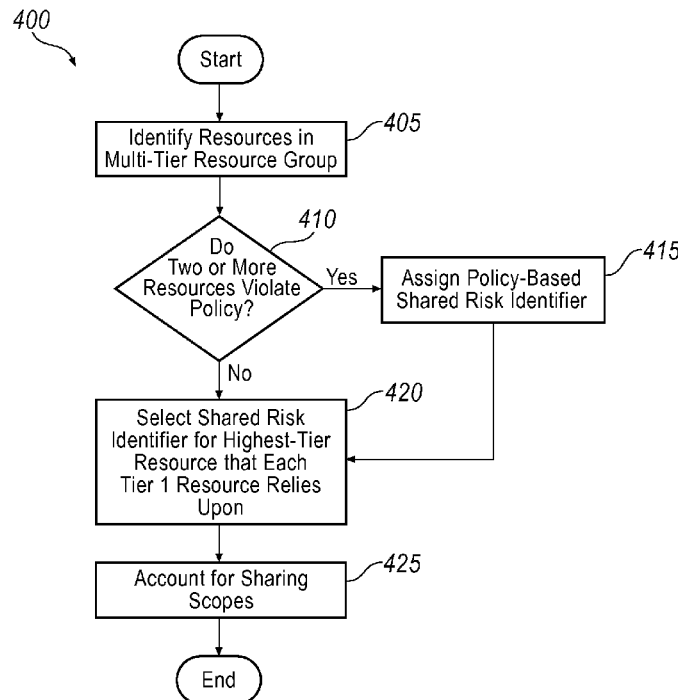 400
Start
405
Identify Resources in
Multi-Tier Resource Group
410
Do
Two or More
Resources Violate
Policy?
Yes
415
Assign Policy-Based
Shared Risk Identifier
No
420
Select Shared Risk
Identifier for Highest-Tier
Resource that Each
Tier 1 Resource Relies
Upon
425
Account for Sharing
Scopes
End